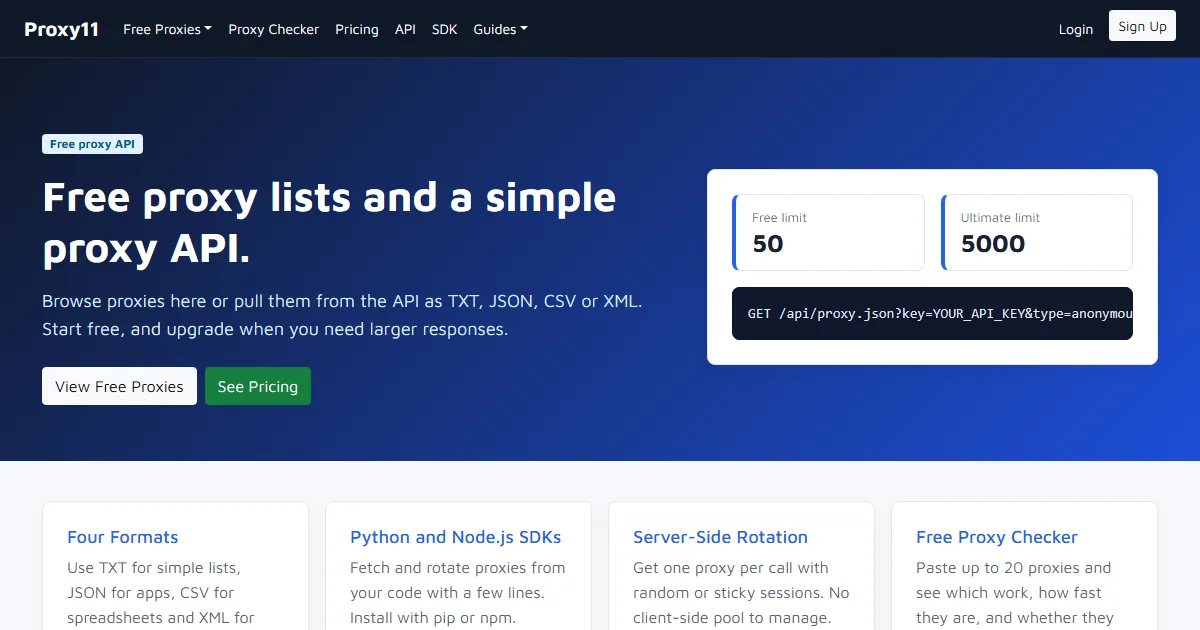 Proxy11
Free Proxies
Proxy Checker
Pricing
API
SDK
Guides
Login
Sign Up
Free proxy API
Free proxy lists and a simple
proxy API.
Browse proxies here or pull them from the API as TXT, JSON, CSV or XML.
Start free, and upgrade when you need larger responses.
View Free Proxies
See Pricing
Free limit
50
Ultimate limit
5000
GET /api/proxy.json?key=YOUR_API_KEY&type=anonymou
Four Formats
Use TXT for simple lists,
JSON for apps, CSV for
spreadsheets and XML for
Python and Node.js SDKs
Fetch and rotate proxies from
your code with a few lines.
Install with pip or npm.
Server-Side Rotation
Get one proxy per call with
random or sticky sessions. No
client-side pool to manage.
Free Proxy Checker
Paste up to 20 proxies and
see which work, how fast
they are, and whether they